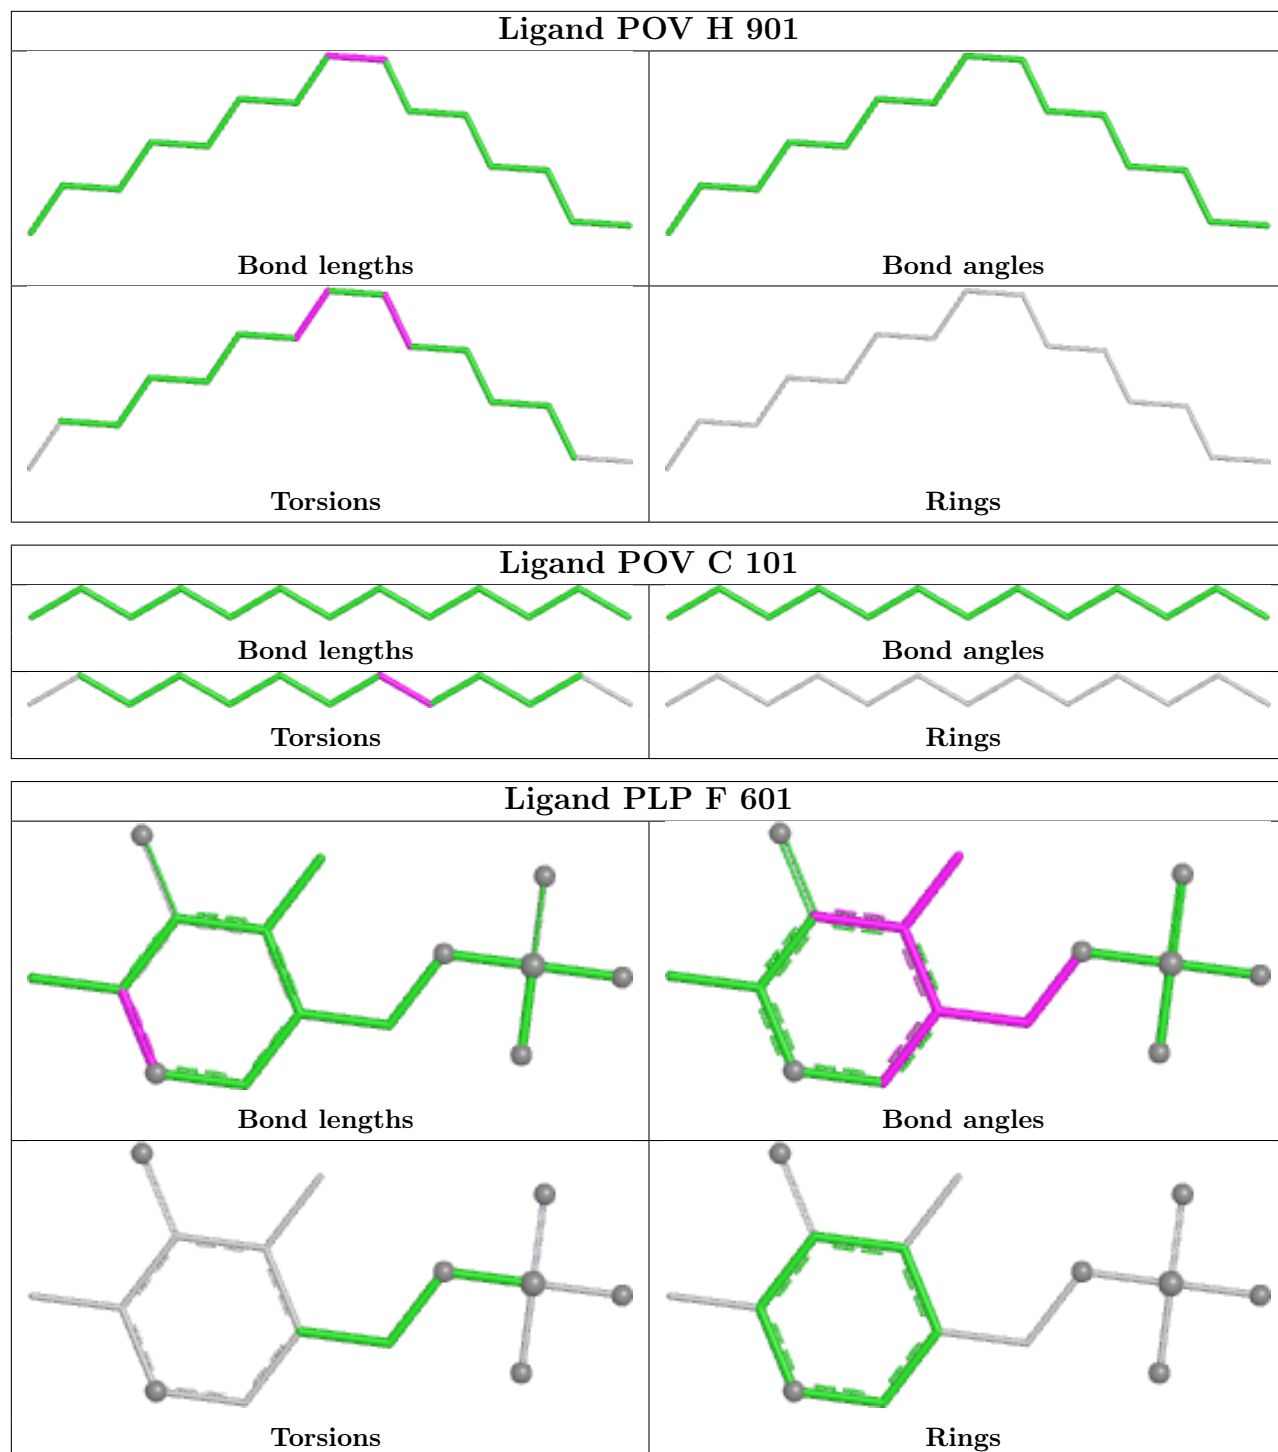 Ligand POV H 901
Bond lengths
Bond angles
Torsions
Rings
Ligand POV C 101
Bond lengths
Bond angles
Torsions
Rings
Ligand PLP F 601
Bond lengths
Bond angles
Torsions
Rings